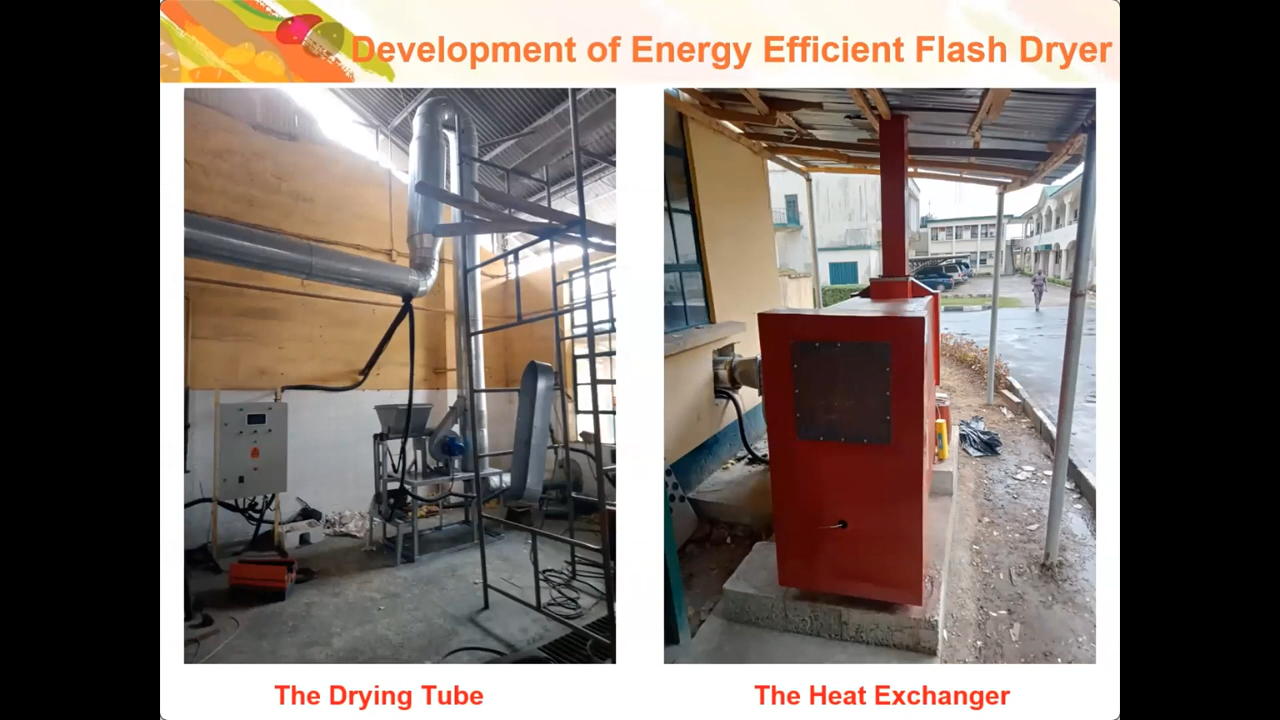 Development of Energy Efficient Flash Dryer
The Drying Tube
The Heat Exchanger